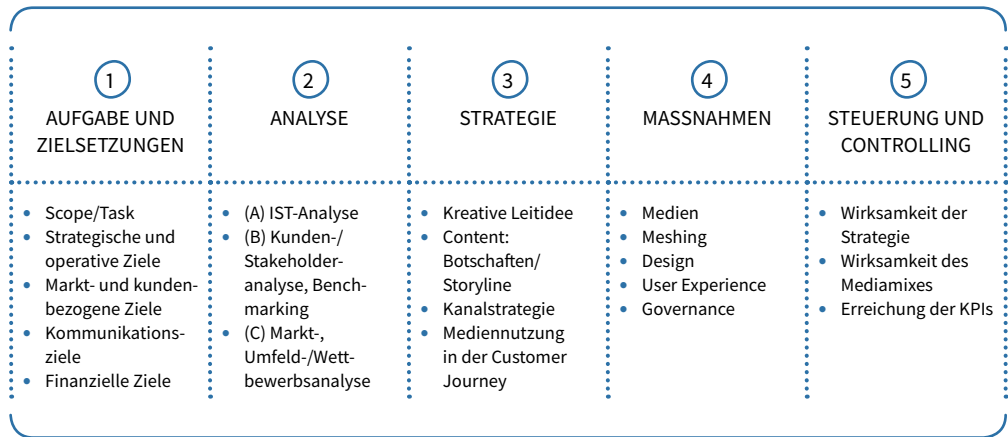 1
AUFGABE UND
ZIELSETZUNGEN
• Scope/Task
• Strategische und
operative Ziele
• Markt- und kunden-
bezogene Ziele
• Kommunikations-
ziele
• Finanzielle Ziele
2
ANALYSE
• (A) IST-Analyse
• (B) Kunden-/
Stakeholder-
analyse, Bench-
marking
• (C) Markt-,
Umfeld-/Wett-
bewerbsanalyse
3
STRATEGIE
• Kreative Leitidee
• Content:
Botschaften/
Storyline
• Kanalstrategie
• Mediennutzung
in der Customer
Journey
4
MASSNAHMEN
• Medien
• Meshing
• Design
• User Experience
• Governance
5
STEUERUNG UND
CONTROLLING
• Wirksamkeit der
Strategie
• Wirksamkeit des
Mediamixes
• Erreichung der KPIs